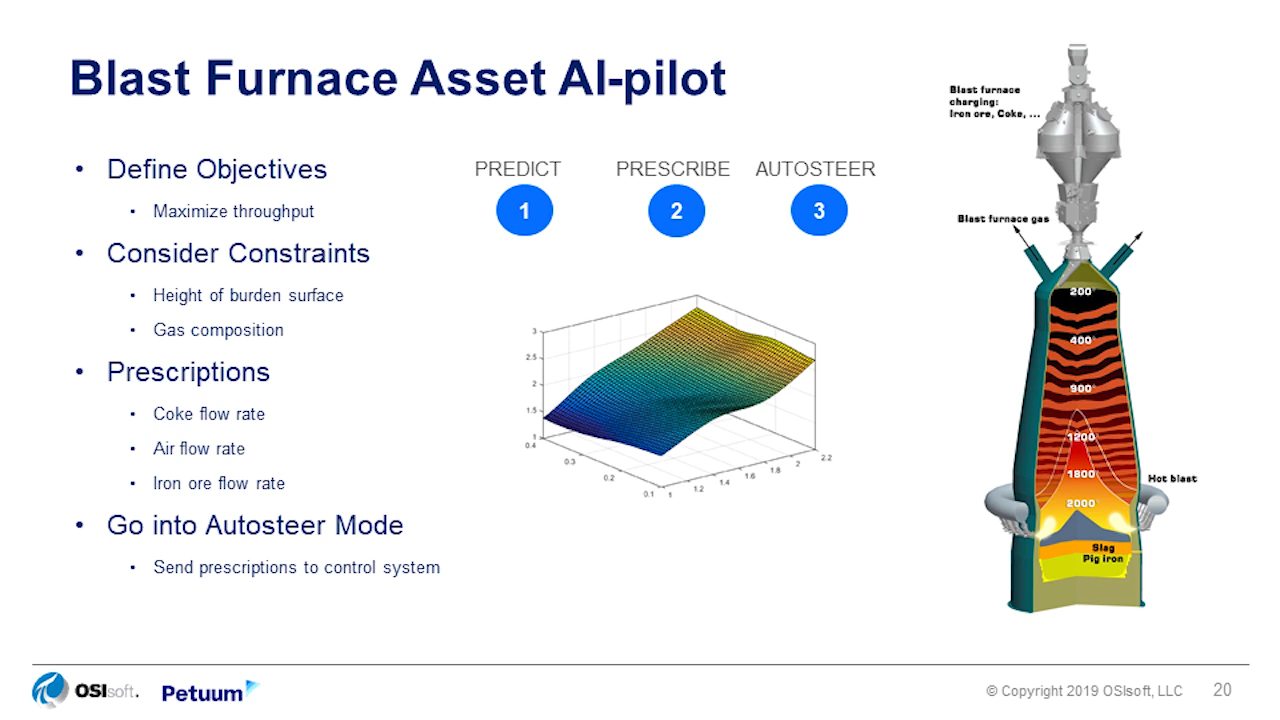 Blast Furnace Asset AI-pilot
• Define Objectives
• Maximize throughput
• Consider Constraints
• Height of burden surface
• Gas composition
• Prescriptions
• Coke flow rate
• Air flow rate
• Iron ore flow rate
• Go into Autosteer Mode
• Send prescriptions to control system
PREDICT PRESCRIBE AUTOSTEER
1 2 3
3
2.5
2
1.5
1
0.4
0.3
0.2
0.1
1
1.2
1.4
1.6
1.8
2
2.2
Blast furnace
charging:
Iron ore, Coke, ...
Blast furnace gas
200°
400°
900°
1200°
1800°
2000°
Hot blast
Slag
Pig iron
OSIsoft. Petuum
© Copyright 2019 OSIsoft, LLC 20